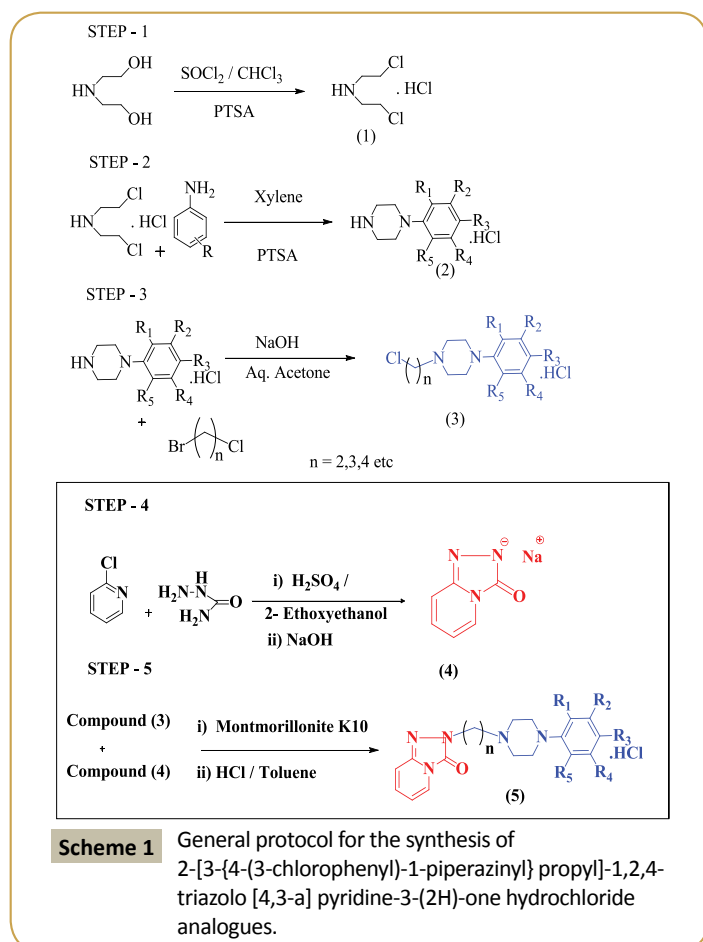 STEP - 1
OH
HN
OH
SOCl2 / CHCl3
PTSA
Cl
HN . HCl
Cl
(1)
STEP - 2
Cl
HN . HCl
Cl
+
NH2
R
Xylene
PTSA
HN N
R1 R2
R3
.HCl
R5 R4
(2)
STEP - 3
HN N
R1 R2
R3
.HCl
R5 R4
+
Br ( )n Cl
NaOH
Aq. Acetone
Cl ( )n N N
R1 R2
R3
.HCl
R5 R4
(3)
n = 2,3,4 etc
STEP - 4
Cl
N
+
H
N-N
H2N
H2N
O
i) H2SO4 /
2- Ethoxyethanol
ii) NaOH
N N⊖ Na⊕
N
O
(4)
STEP - 5
Compound (3)
+
Compound (4)
i) Montmorillonite K10
ii) HCl / Toluene
N N ( )n N N
N
O
R1 R2
R3
.HCl
R5 R4
(5)
Scheme 1 General protocol for the synthesis of
2-[3-{4-(3-chlorophenyl)-1-piperazinyl} propyl]-1,2,4-
triazolo [4,3-a] pyridine-3-(2H)-one hydrochloride
analogues.